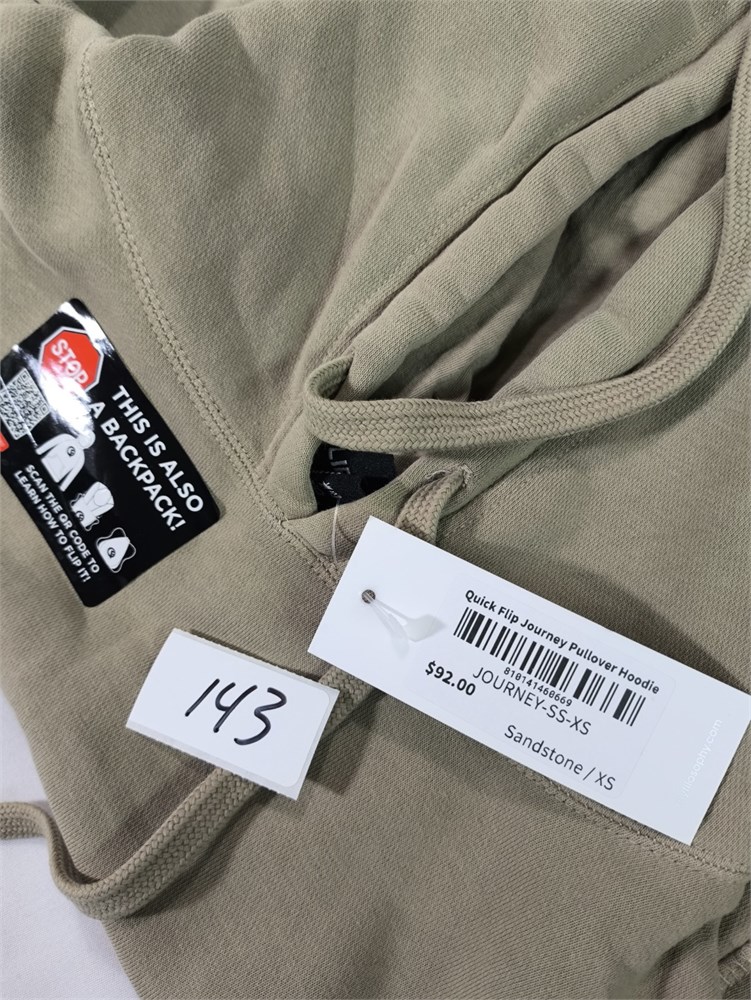 STOP
THIS IS ALSO
A BACKPACK!
SCAN THE QR CODE TO
LEARN HOW TO FLIP IT!
143
Quick Flip Journey Pullover Hoodie
810141460669
$92.00
JOURNEY-SS-XS
Sandstone / XS